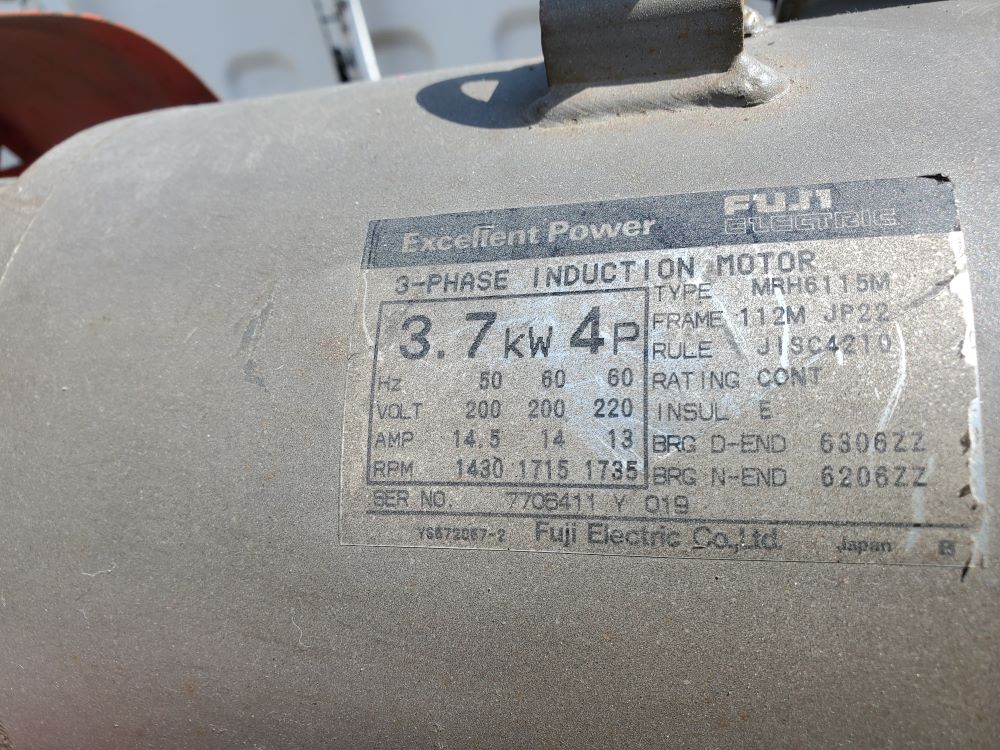 Excellent Power FUJI ELECTRIC
3-PHASE INDUCTION MOTOR
3.7kW 4P
Hz 50 60 60
VOLT 200 200 220
AMP 14.5 14 13
RPM 1430 1715 1735
TYPE MRH6115M
FRAME 112M JP22
RULE JISC4210
RATING CONT
INSUL E
BRG D-END 6306ZZ
BRG N-END 6206ZZ
SER NO. 7706411 Y 019
Fuji Electric Co.,Ltd. Japan